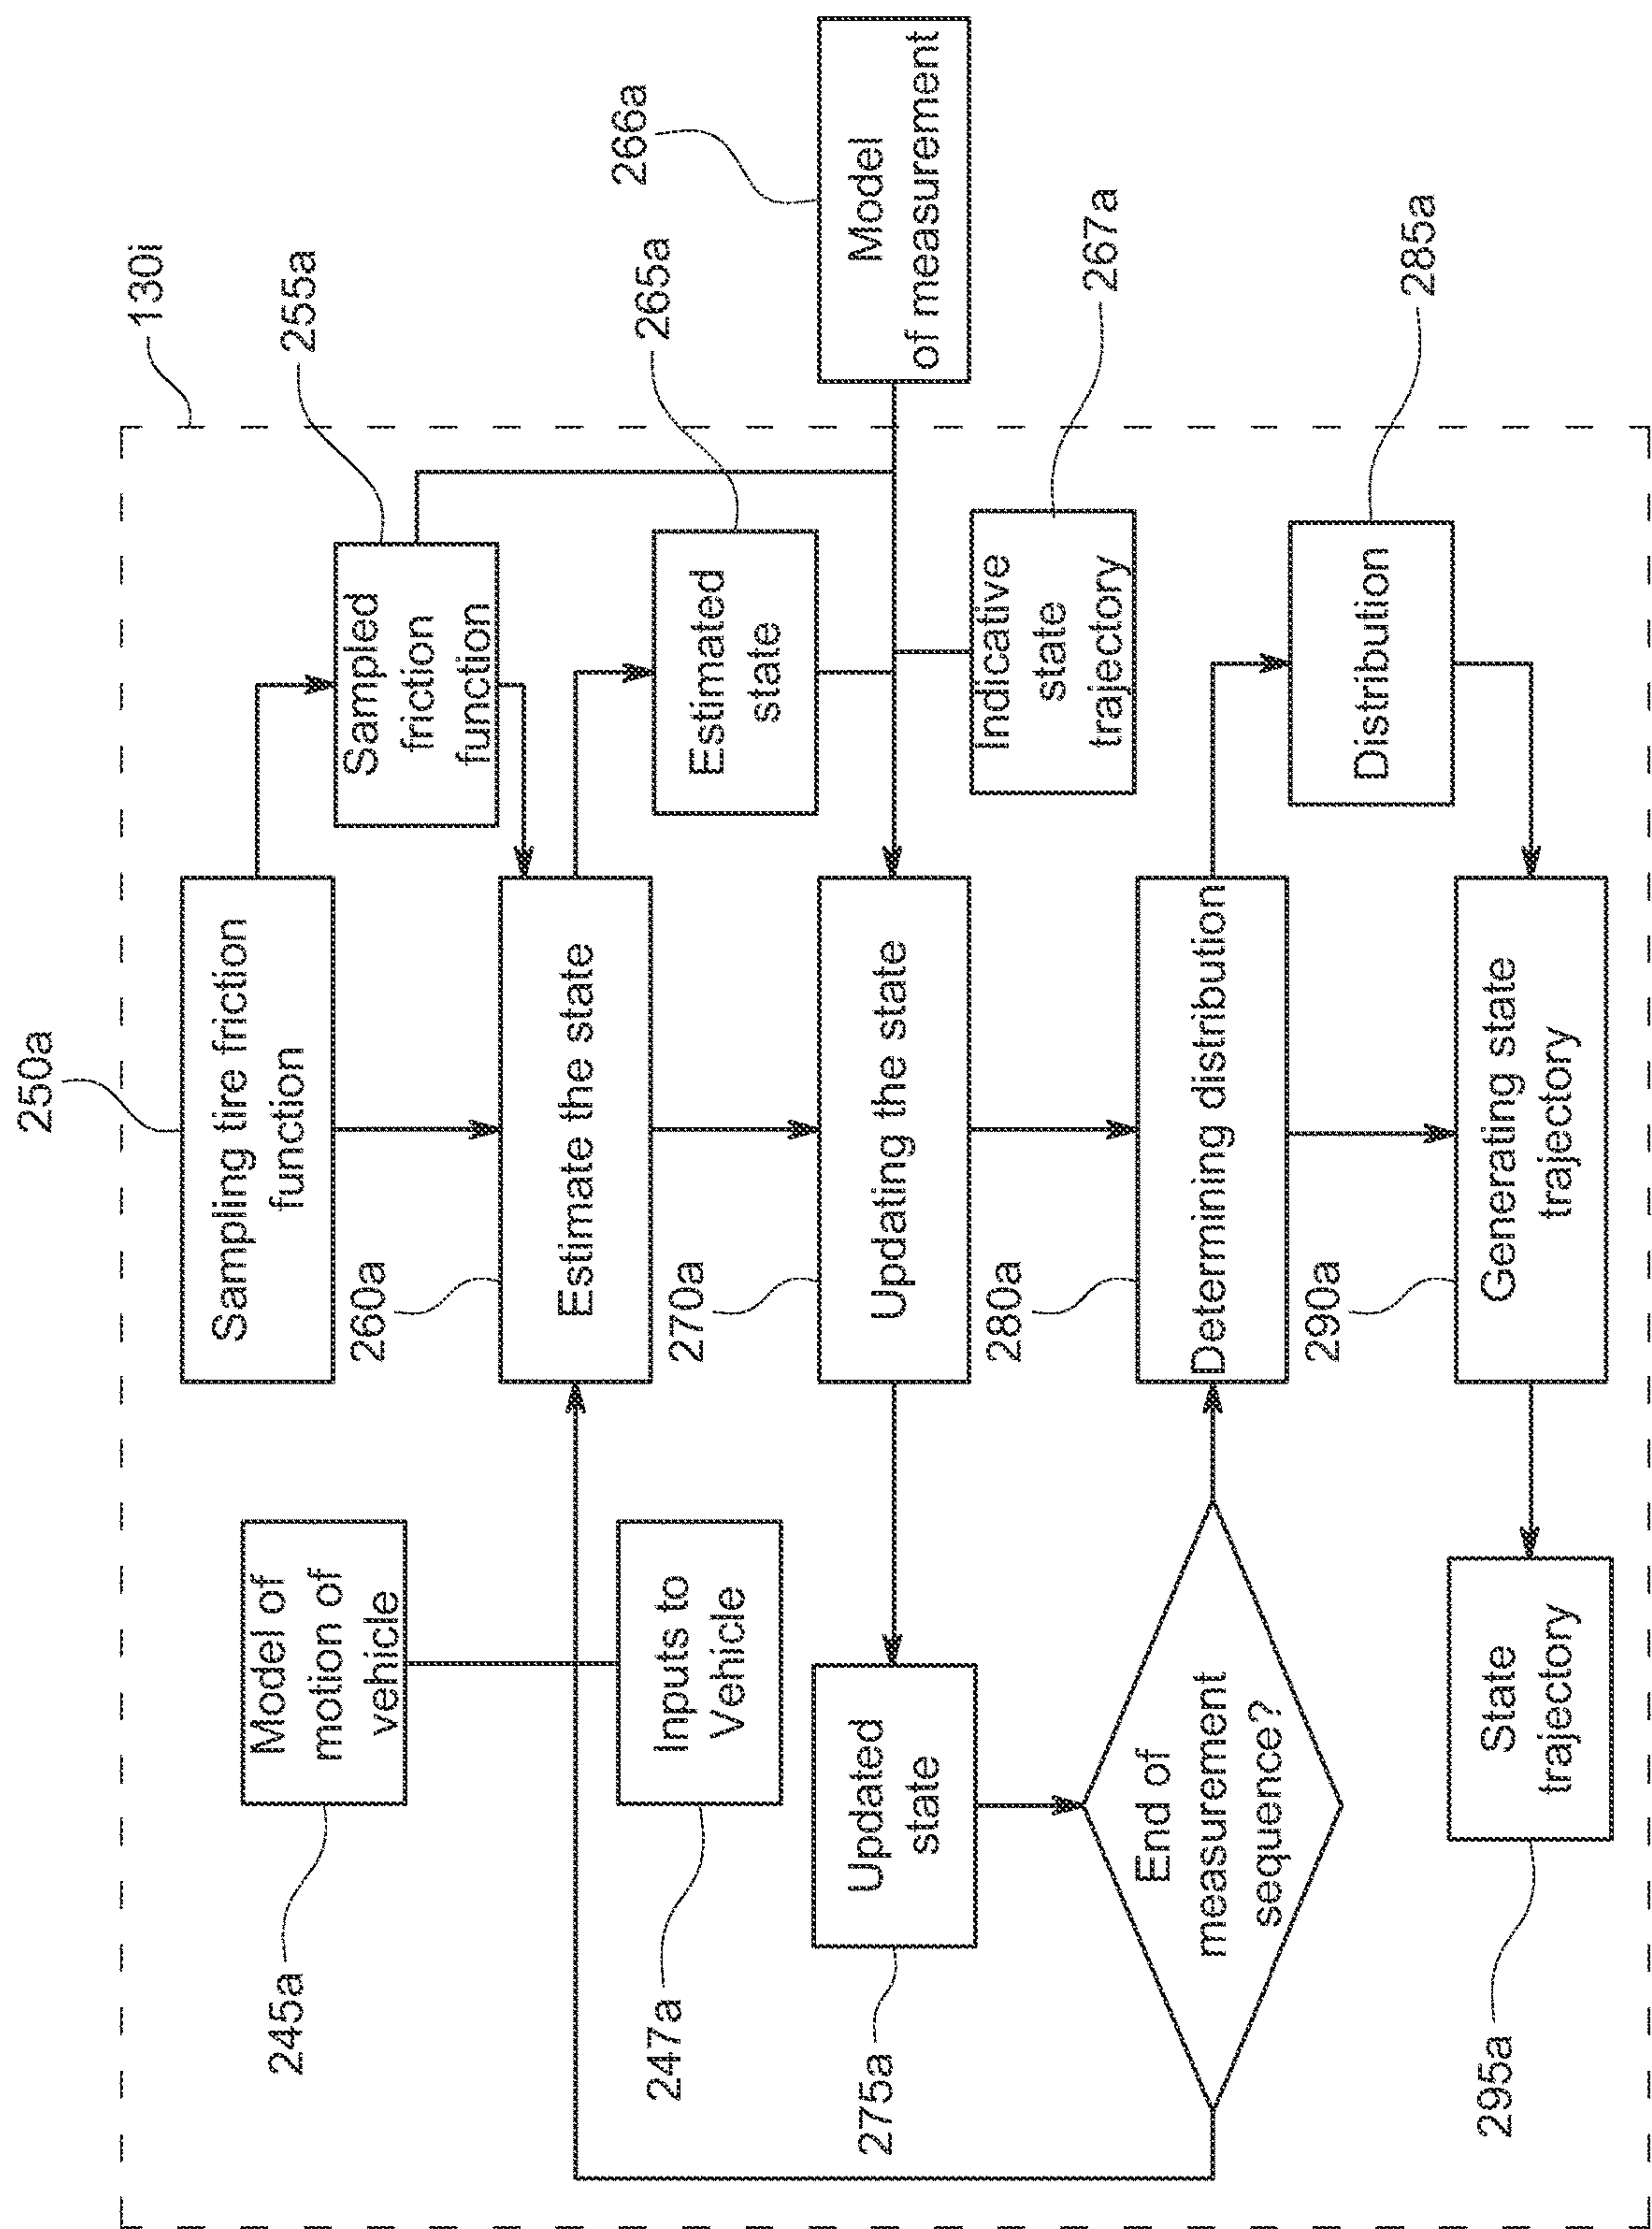 250a
130i
Sampling tire friction
function
255a
Sampled
friction
function
245a
Model of
motion of
vehicle
260a
Estimate the state
265a
Estimated
state
266a
Model
of measurement
247a
Inputs to
Vehicle
270a
Updating the state
267a
Indicative
state
trajectory
275a
Updated
state
280a
Determining distribution
285a
Distribution
End of
measurement
sequence?
290a
Generating state
trajectory
295a
State
trajectory